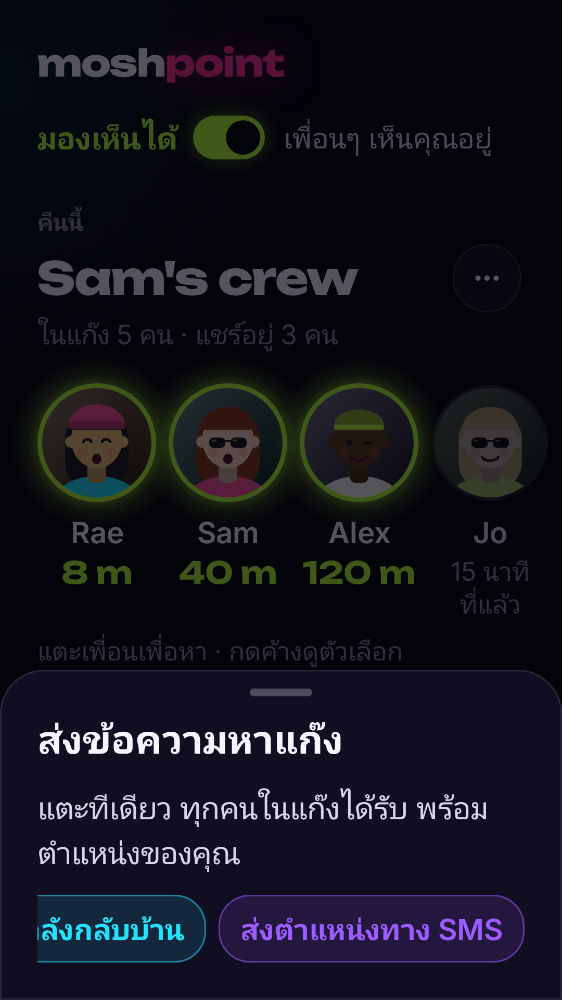 moshpoint
มองเห็นได้ เพื่อนๆ เห็นคุณอยู่
คืนนี้
Sam's crew
ในแก๊ง 5 คน · แชร์อยู่ 3 คน
Rae Sam Alex Jo
8 m 40 m 120 m 15 นาที
ที่แล้ว
แตะเพื่อนเพื่อหา · กดค้างดูตัวเลือก
ส่งข้อความหาแก๊ง
แตะทีเดียว ทุกคนในแก๊งได้รับ พร้อม
ตำแหน่งของคุณ
ลังกลับบ้าน ส่งตำแหน่งทาง SMS